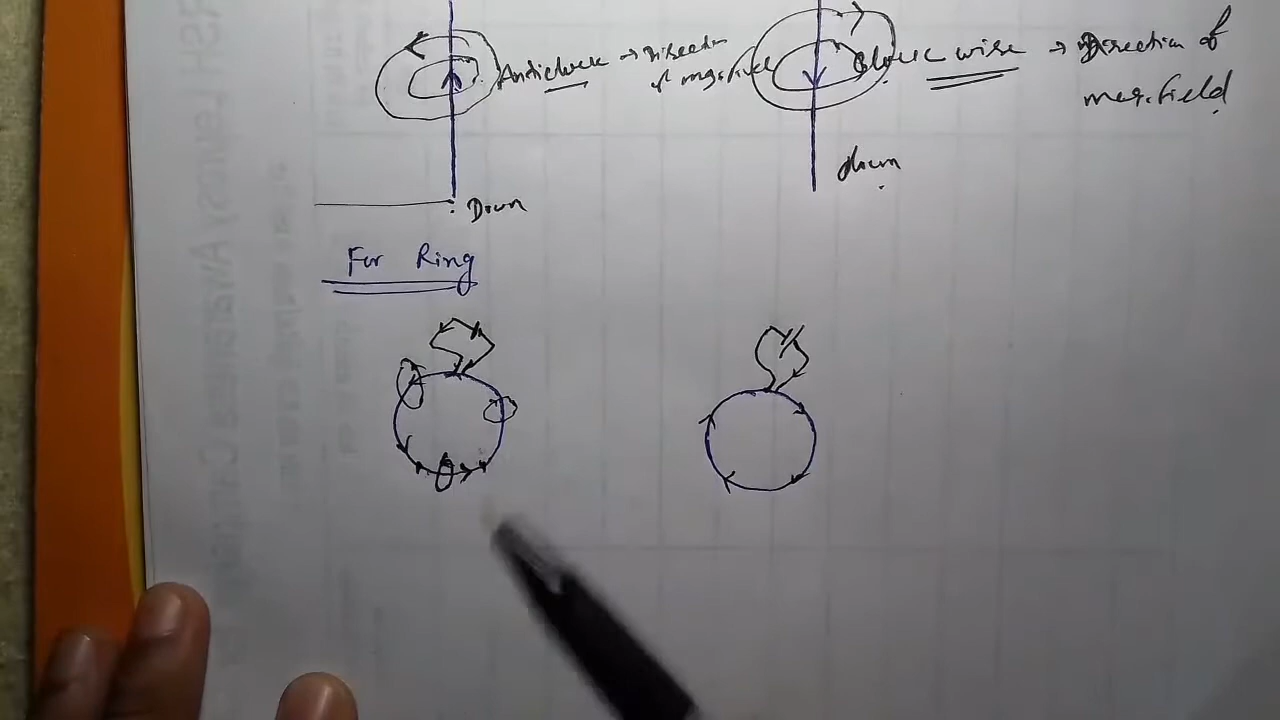 Anticlock → Direction
of mag. field
Clock wise → Direction of
mag. field
down
Down
For Ring